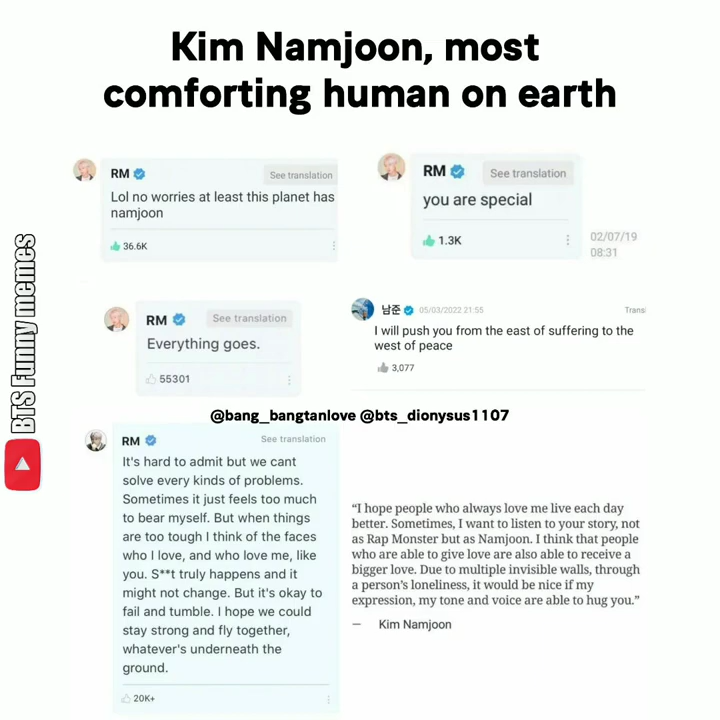 Kim Namjoon, most
comforting human on earth
RM
See translation
Lol no worries at least this planet has
namjoon
36.6K
RM
See translation
you are special
1.3K
02/07/19
08:31
RM
See translation
Everything goes.
55301
남준
05/03/2022 21:55
Transl
I will push you from the east of suffering to the
west of peace
3,077
BTS Funny memes
@bang_bangtanlove @bts_dionysus1107
RM
See translation
It's hard to admit but we cant
solve every kinds of problems.
Sometimes it just feels too much
to bear myself. But when things
are too tough I think of the faces
who I love, and who love me, like
you. S**t truly happens and it
might not change. But it's okay to
fail and tumble. I hope we could
stay strong and fly together,
whatever's underneath the
ground.
20K+
“I hope people who always love me live each day
better. Sometimes, I want to listen to your story, not
as Rap Monster but as Namjoon. I think that people
who are able to give love are also able to receive a
bigger love. Due to multiple invisible walls, through
a person's loneliness, it would be nice if my
expression, my tone and voice are able to hug you.”
— Kim Namjoon